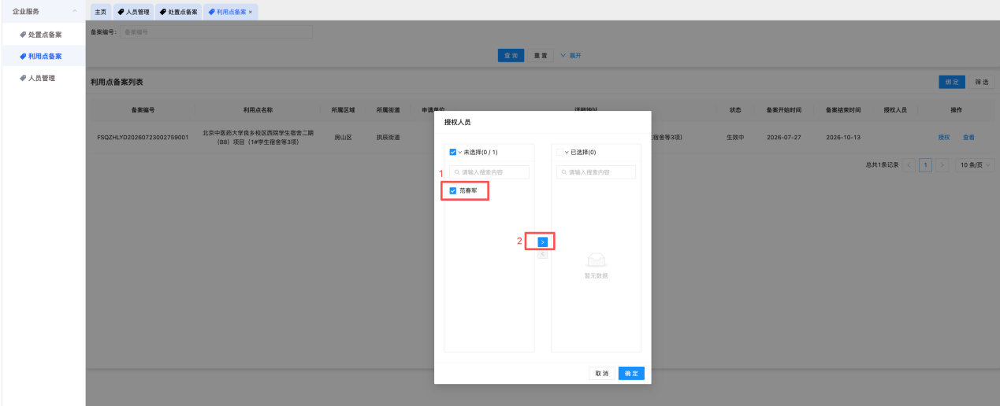 企业服务
处置点备案
利用点备案
人员管理
主页 人员管理 处置点备案 利用点备案 ×
备案编号: 备案编号
查 询 重 置 展开
利用点备案列表 绑 定 筛 选
备案编号 利用点名称 所属区域 所属街道 申请单位 详细地址 状态 备案开始时间 备案结束时间 授权人员 操作
FSQZHLYD20260723002759001 北京中医药大学良乡校区西院学生宿舍二期 房山区 拱辰街道 生宿舍等3项) 生效中 2026-07-27 2026-10-13 授权 查看
(B8) 项目 (1#学生宿舍等3项)
总共1条记录 < 1 > 10 条/页
授权人员
未选择(0 / 1) 已选择(0)
请输入搜索内容 请输入搜索内容
1
范春军
2 >
<
暂无数据
取 消 确 定